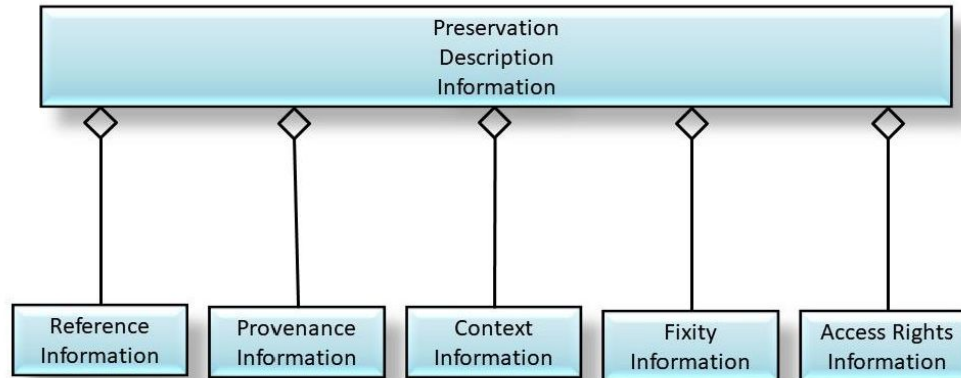 Preservation
Description
Information
Reference
Information
Provenance
Information
Context
Information
Fixity
Information
Access Rights
Information